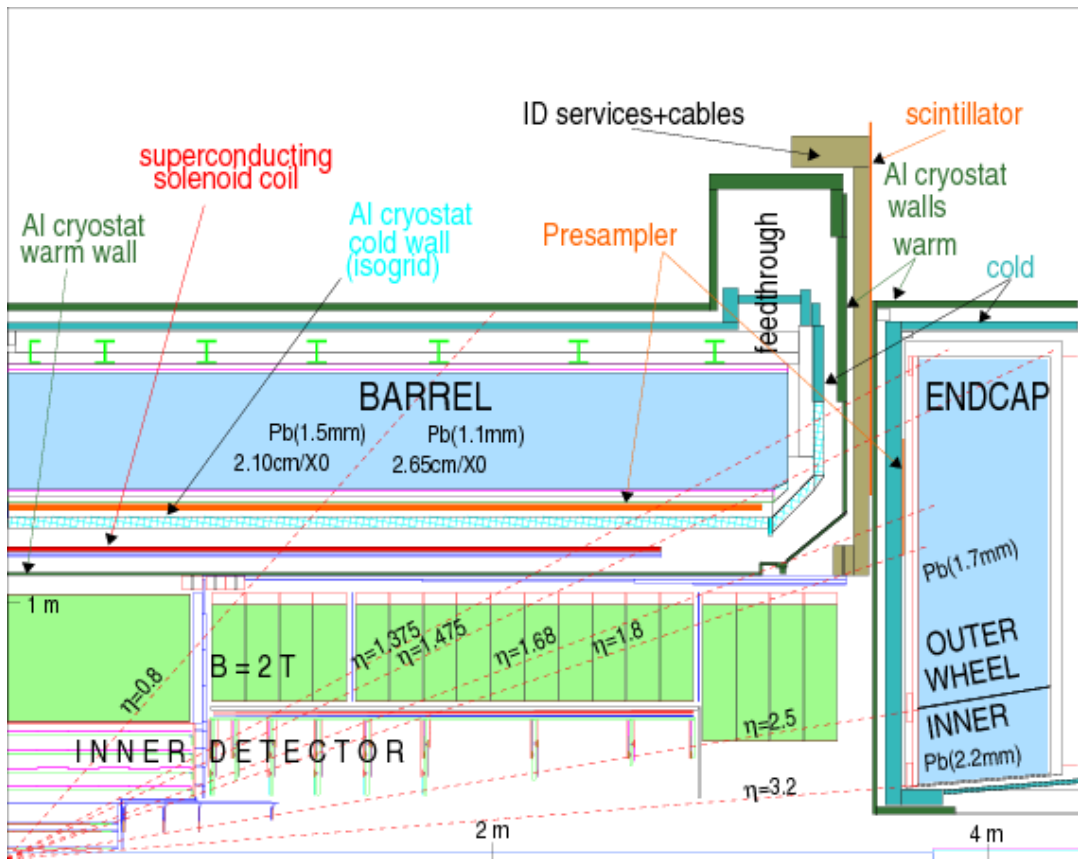 ID services+cables
scintillator
superconducting
solenoid coil
Al cryostat
walls
Al cryostat
warm wall
Al cryostat
cold wall
(isogrid)
Presampler
feedthrough
warm
cold
BARREL
ENDCAP
Pb(1.5mm)
Pb(1.1mm)
2.10cm/X0
2.65cm/X0
Pb(1.7mm)
1 m
η=1.375
η=1.475
η=1.68
η=1.8
OUTER
WHEEL
B = 2 T
η=0.8
η=2.5
INNER
Pb(2.2mm)
INNER DETECTOR
η=3.2
2 m
4 m